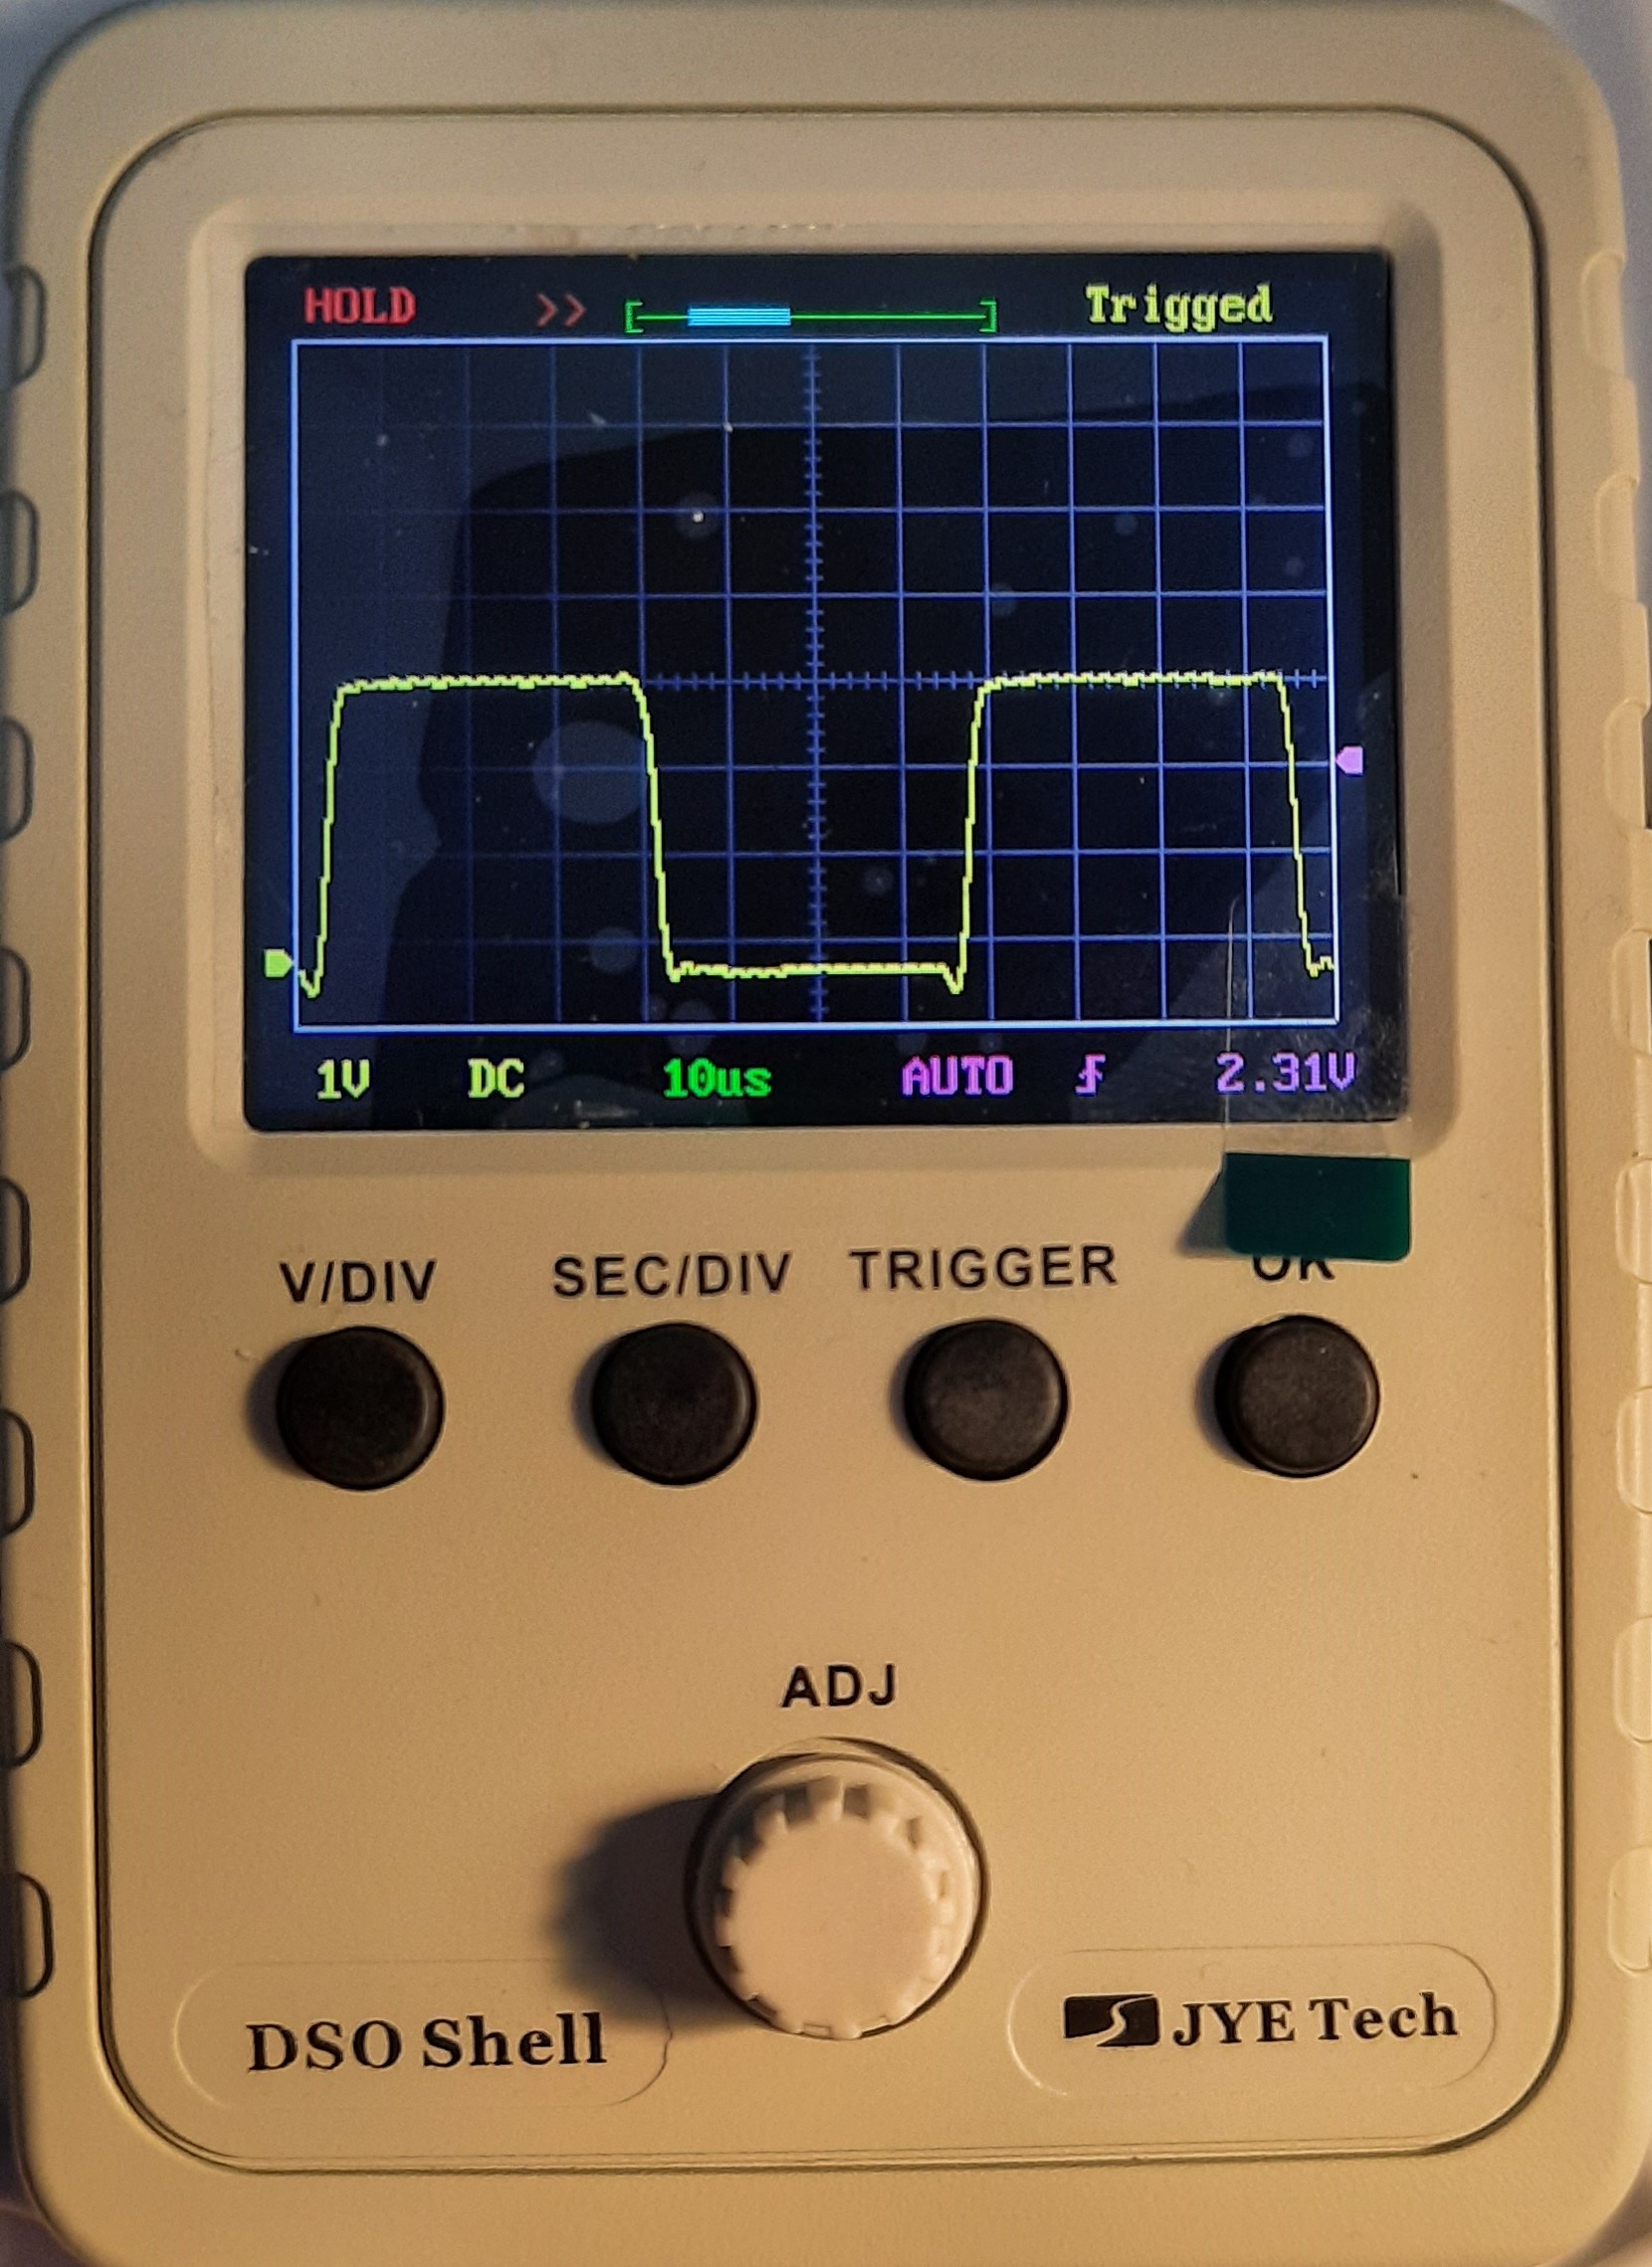 HOLD >> Trigged
1V DC 10us AUTO 2.31V
V/DIV SEC/DIV TRIGGER OK
ADJ
DSO Shell JYE Tech